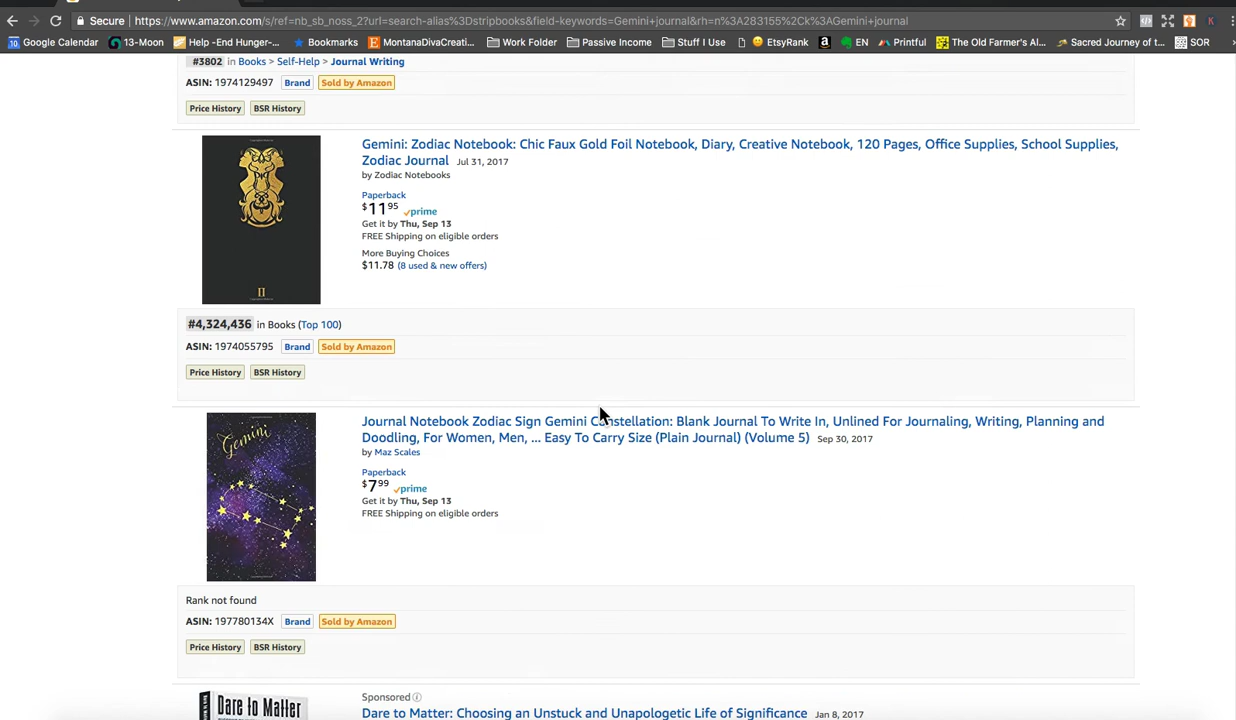 Secure https://www.amazon.com/s/ref=nb_sb_noss_2?url=search-alias%3Dstripbooks&field-keywords=Gemini+journal&rh=n%3A283155%2Ck%3AGemini+journal
Google Calendar 13-Moon Help -End Hunger-... Bookmarks MontanaDivaCreati... Work Folder Passive Income Stuff I Use EtsyRank EN Printful The Old Farmer's Al... Sacred Journey of t... SOR
#3802 in Books > Self-Help > Journal Writing
ASIN: 1974129497 Brand Sold by Amazon
Price History BSR History
Gemini: Zodiac Notebook: Chic Faux Gold Foil Notebook, Diary, Creative Notebook, 120 Pages, Office Supplies, School Supplies,
Zodiac Journal Jul 31, 2017
by Zodiac Notebooks
Paperback
$11 95 prime
Get it by Thu, Sep 13
FREE Shipping on eligible orders
More Buying Choices
$11.78 (8 used & new offers)
#4,324,436 in Books (Top 100)
ASIN: 1974055795 Brand Sold by Amazon
Price History BSR History
Gemini
Journal Notebook Zodiac Sign Gemini Constellation: Blank Journal To Write In, Unlined For Journaling, Writing, Planning and
Doodling, For Women, Men, ... Easy To Carry Size (Plain Journal) (Volume 5) Sep 30, 2017
by Maz Scales
Paperback
$7 99 prime
Get it by Thu, Sep 13
FREE Shipping on eligible orders
Rank not found
ASIN: 197780134X Brand Sold by Amazon
Price History BSR History
Dare to Matter
Sponsored
Dare to Matter: Choosing an Unstuck and Unapologetic Life of Significance Jan 8, 2017